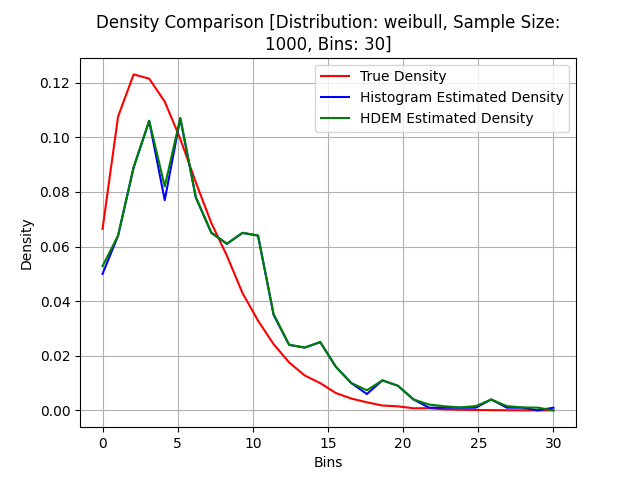 Density Comparison [Distribution: weibull, Sample Size:
1000, Bins: 30]
True Density
Histogram Estimated Density
HDEM Estimated Density
Density
0.12
0.10
0.08
0.06
0.04
0.02
0.00
0 5 10 15 20 25 30
Bins